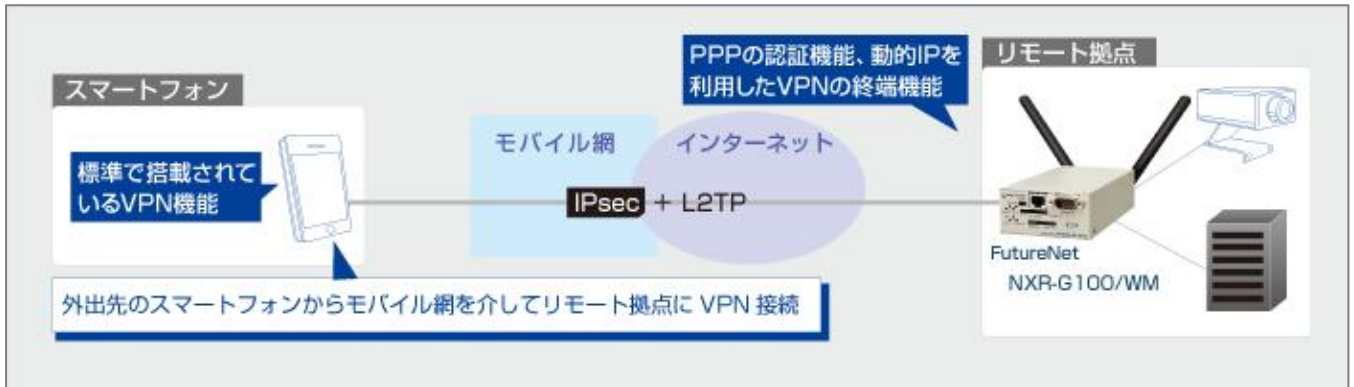 スマートフォン
標準で搭載されて
いるVPN機能
外出先のスマートフォンからモバイル網を介してリモート拠点に VPN 接続
モバイル網
インターネット
IPsec + L2TP
PPPの認証機能、動的IPを
利用したVPNの終端機能
リモート拠点
FutureNet
NXR-G100/WM